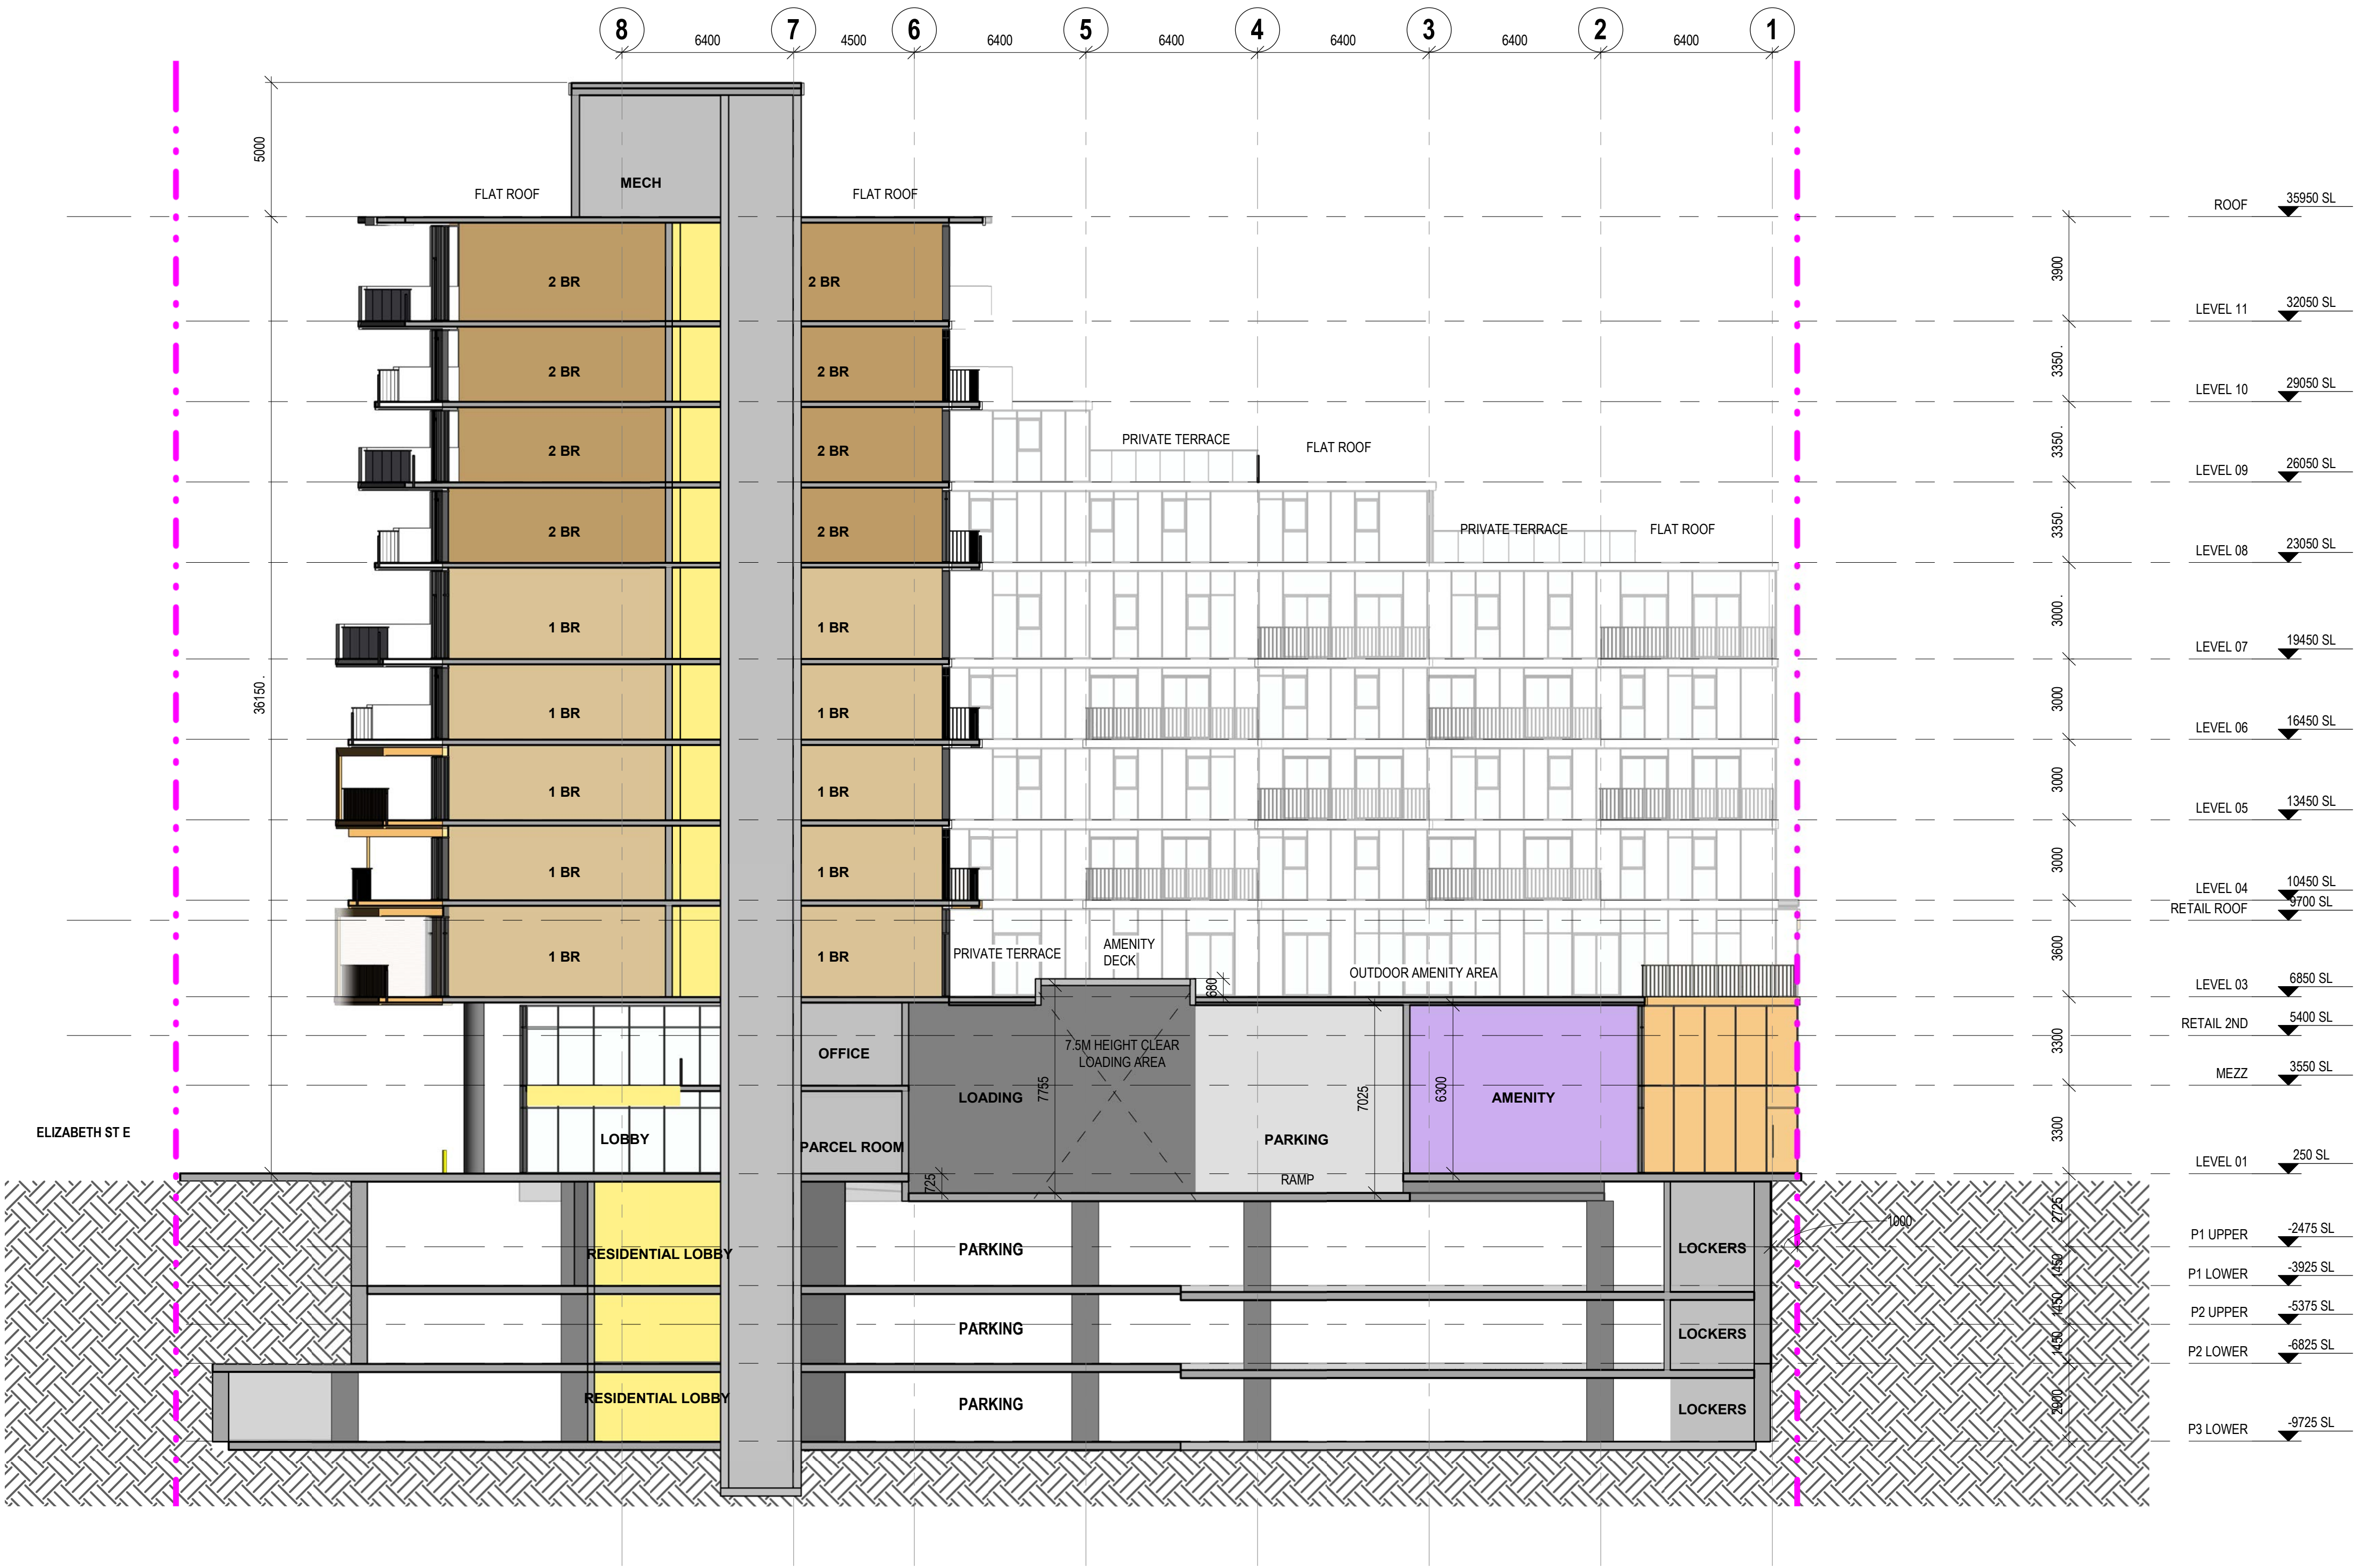 8 7 6 5 4 3 2 1
6400 4500 6400 6400 6400 6400 6400
5000
MECH
FLAT ROOF FLAT ROOF
ROOF 35950 SL
3900
2 BR 2 BR
LEVEL 11 32050 SL
3350 .
2 BR 2 BR
LEVEL 10 29050 SL
3350 .
PRIVATE TERRACE FLAT ROOF
2 BR 2 BR
LEVEL 09 26050 SL
3350 .
2 BR 2 BR PRIVATE TERRACE FLAT ROOF
LEVEL 08 23050 SL
3000 .
1 BR 1 BR
LEVEL 07 19450 SL
36150 .
3000
1 BR 1 BR
LEVEL 06 16450 SL
3000
1 BR 1 BR
LEVEL 05 13450 SL
3000
1 BR 1 BR
LEVEL 04 10450 SL
RETAIL ROOF 9700 SL
3600
1 BR 1 BR PRIVATE TERRACE
AMENITY
DECK
OUTDOOR AMENITY AREA
680
LEVEL 03 6850 SL
RETAIL 2ND 5400 SL
3300
OFFICE
7.5M HEIGHT CLEAR
LOADING AREA
MEZZ 3550 SL
LOADING 7755 7025 6300 AMENITY
3300
ELIZABETH ST E
LOBBY PARCEL ROOM PARKING
LEVEL 01 250 SL
725
RAMP
2725
1000
P1 UPPER -2475 SL
RESIDENTIAL LOBBY PARKING LOCKERS
1450
P1 LOWER -3925 SL
1450
P2 UPPER -5375 SL
PARKING LOCKERS
1450
P2 LOWER -6825 SL
RESIDENTIAL LOBBY PARKING LOCKERS
2900
P3 LOWER -9725 SL